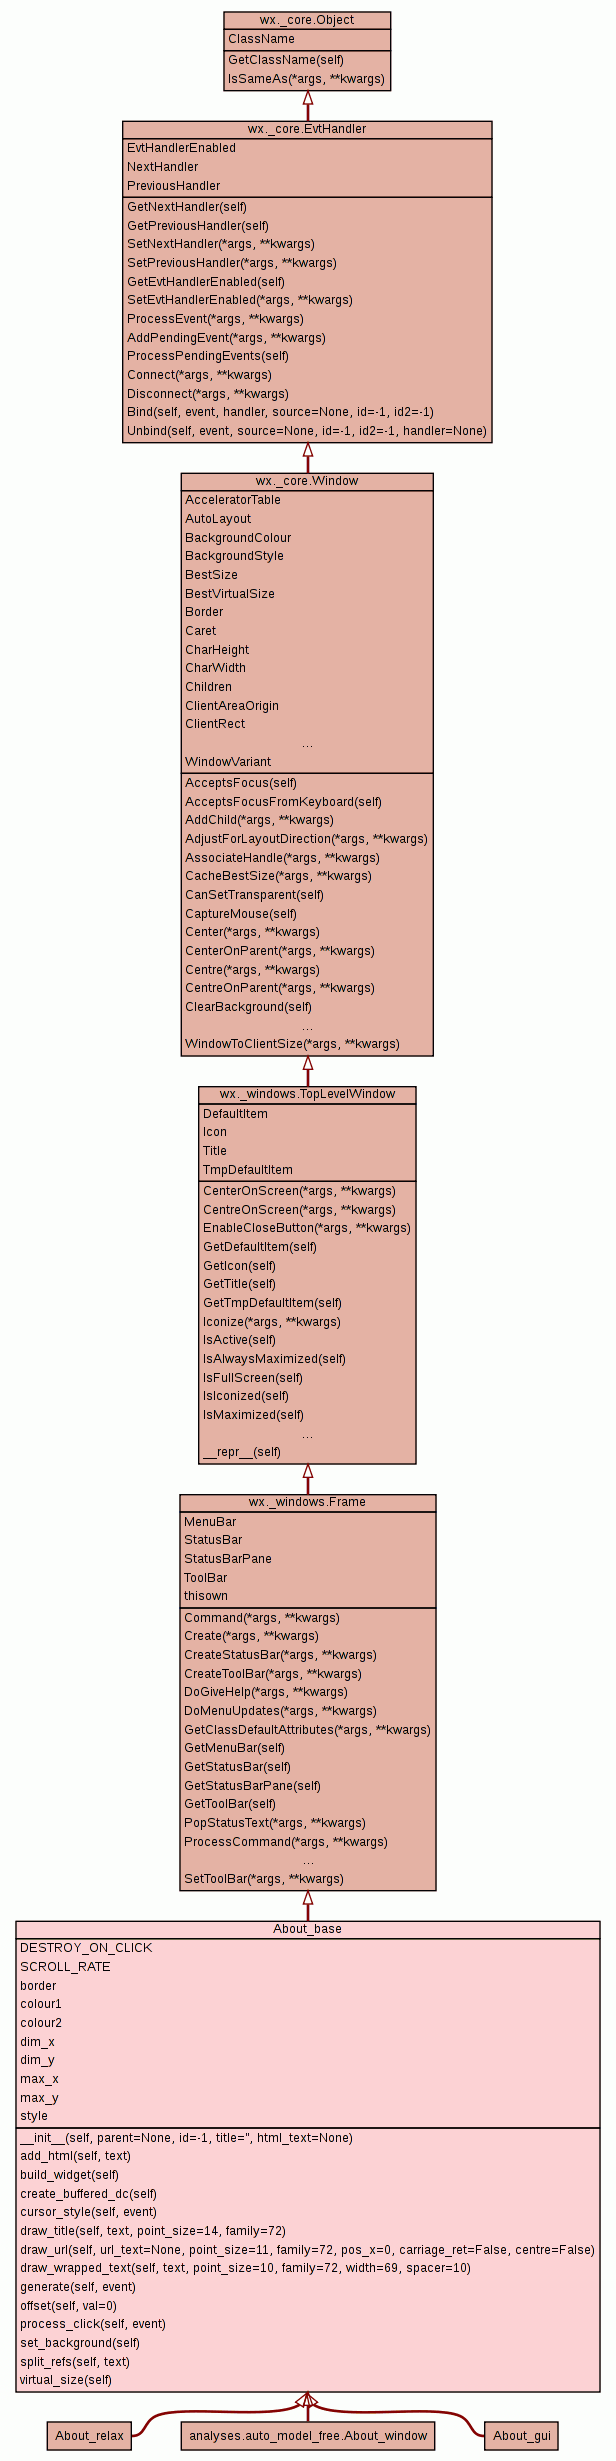 wx._core.Object
ClassName
GetClassName(self)
IsSameAs(*args, **kwargs)
wx._core.EvtHandler
EvtHandlerEnabled
NextHandler
PreviousHandler
GetNextHandler(self)
GetPreviousHandler(self)
SetNextHandler(*args, **kwargs)
SetPreviousHandler(*args, **kwargs)
GetEvtHandlerEnabled(self)
SetEvtHandlerEnabled(*args, **kwargs)
ProcessEvent(*args, **kwargs)
AddPendingEvent(*args, **kwargs)
ProcessPendingEvents(self)
Connect(*args, **kwargs)
Disconnect(*args, **kwargs)
Bind(self, event, handler, source=None, id=-1, id2=-1)
Unbind(self, event, source=None, id=-1, id2=-1, handler=None)
wx._core.Window
AcceleratorTable
AutoLayout
BackgroundColour
BackgroundStyle
BestSize
BestVirtualSize
Border
Caret
CharHeight
CharWidth
Children
ClientAreaOrigin
ClientRect
...
WindowVariant
AcceptsFocus(self)
AcceptsFocusFromKeyboard(self)
AddChild(*args, **kwargs)
AdjustForLayoutDirection(*args, **kwargs)
AssociateHandle(*args, **kwargs)
CacheBestSize(*args, **kwargs)
CanSetTransparent(self)
CaptureMouse(self)
Center(*args, **kwargs)
CenterOnParent(*args, **kwargs)
Centre(*args, **kwargs)
CentreOnParent(*args, **kwargs)
ClearBackground(self)
...
WindowToClientSize(*args, **kwargs)
wx._windows.TopLevelWindow
DefaultItem
Icon
Title
TmpDefaultItem
CenterOnScreen(*args, **kwargs)
CentreOnScreen(*args, **kwargs)
EnableCloseButton(*args, **kwargs)
GetDefaultItem(self)
GetIcon(self)
GetTitle(self)
GetTmpDefaultItem(self)
Iconize(*args, **kwargs)
IsActive(self)
IsAlwaysMaximized(self)
IsFullScreen(self)
IsIconized(self)
IsMaximized(self)
...
__repr__(self)
wx._windows.Frame
MenuBar
StatusBar
StatusBarPane
ToolBar
thisown
Command(*args, **kwargs)
Create(*args, **kwargs)
CreateStatusBar(*args, **kwargs)
CreateToolBar(*args, **kwargs)
DoGiveHelp(*args, **kwargs)
DoMenuUpdates(*args, **kwargs)
GetClassDefaultAttributes(*args, **kwargs)
GetMenuBar(self)
GetStatusBar(self)
GetStatusBarPane(self)
GetToolBar(self)
PopStatusText(*args, **kwargs)
ProcessCommand(*args, **kwargs)
...
SetToolBar(*args, **kwargs)
About_base
DESTROY_ON_CLICK
SCROLL_RATE
border
colour1
colour2
dim_x
dim_y
max_x
max_y
style
__init__(self, parent=None, id=-1, title='', html_text=None)
add_html(self, text)
build_widget(self)
create_buffered_dc(self)
cursor_style(self, event)
draw_title(self, text, point_size=14, family=72)
draw_url(self, url_text=None, point_size=11, family=72, pos_x=0, carriage_ret=False, centre=False)
draw_wrapped_text(self, text, point_size=10, family=72, width=69, spacer=10)
generate(self, event)
offset(self, val=0)
process_click(self, event)
set_background(self)
split_refs(self, text)
virtual_size(self)
About_relax
analyses.auto_model_free.About_window
About_gui